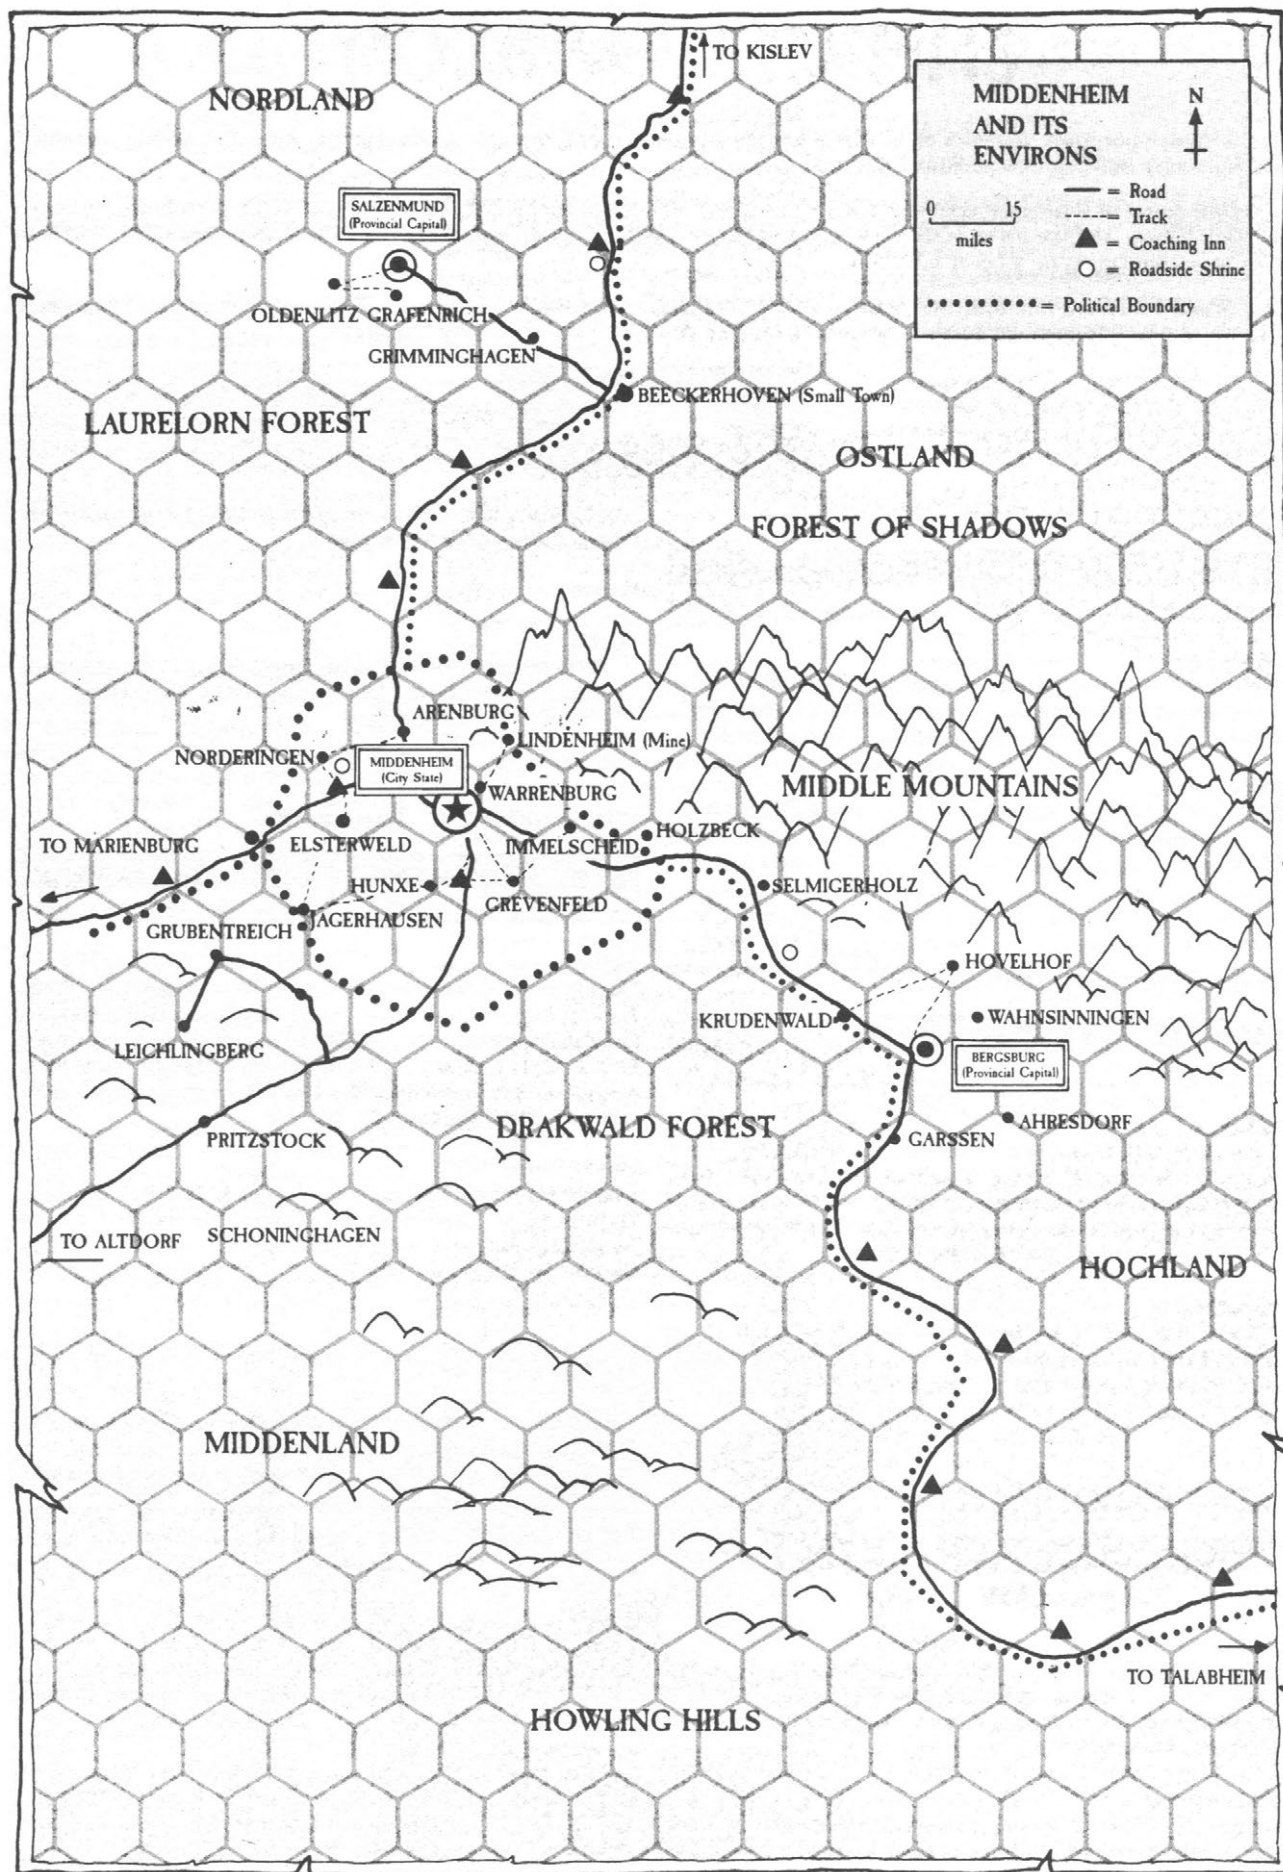 TO KISLEV
MIDDENHEIM
AND ITS
ENVIRONS
N
0 15
miles
= Road
= Track
= Coaching Inn
= Roadside Shrine
= Political Boundary
NORDLAND
SALZENMUND
(Provincial Capital)
OLDENLITZ GRAFENRICH
GRIMMINGHAGEN
BEECKERHOVEN (Small Town)
LAURELORN FOREST
OSTLAND
FOREST OF SHADOWS
ARENBURG
LINDENHEIM (Mine)
NORDERINGEN
MIDDENHEIM
(City State)
MIDDLE MOUNTAINS
WARRENBURG
HOLZBECK
TO MARIENBURG
ELSTERWELD
IMMELSCHEID
HUNXE
SELMIGERHOLZ
GREVENFELD
JAGERHAUSEN
GRUBENTREICH
HOVELHOF
KRUDENWALD
WAHNSINNINGEN
LEICHLINGBERG
BERGSBURG
(Provincial Capital)
DRAKWALD FOREST
AHRESDORF
PRITZSTOCK
GARSSEN
TO ALTDORF
SCHONINGHAGEN
HOCHLAND
MIDDENLAND
TO TALABHEIM
HOWLING HILLS